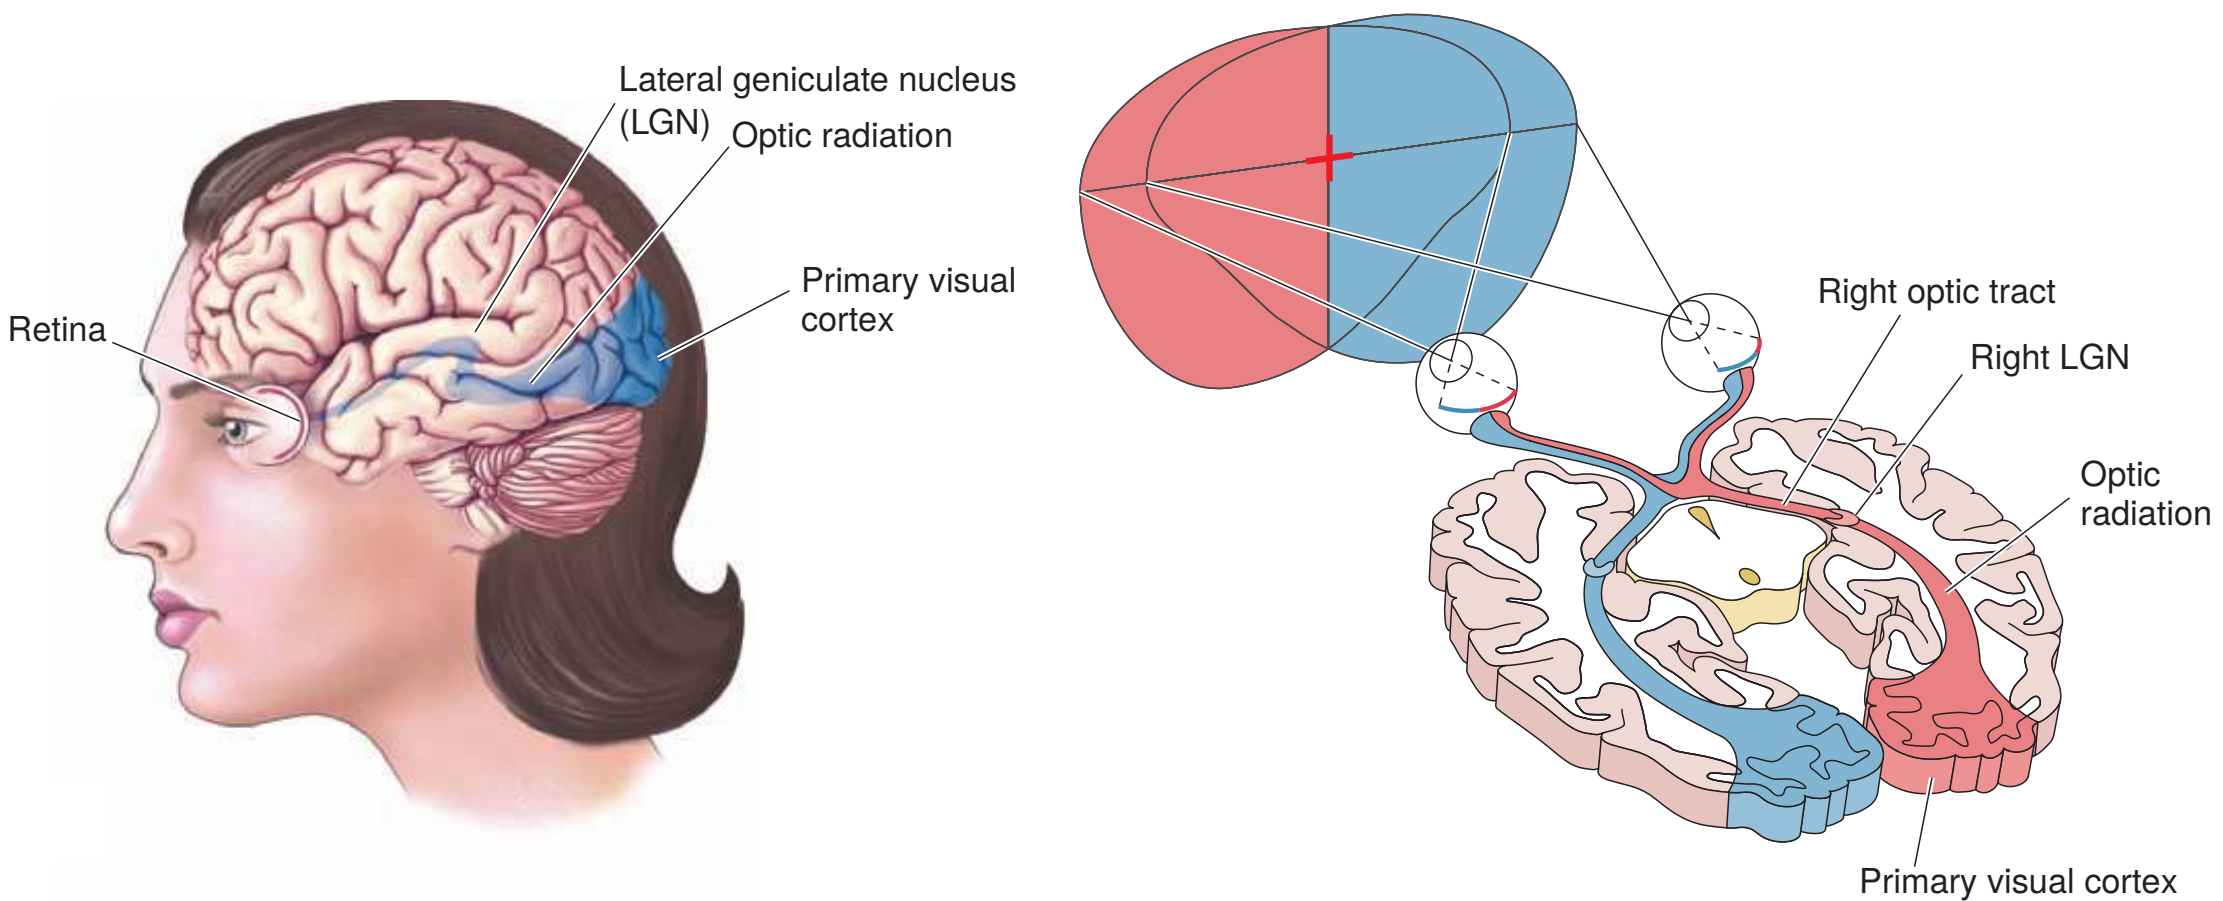 Lateral geniculate nucleus
(LGN)
Optic radiation
Primary visual
cortex
Retina
Right optic tract
Right LGN
Optic
radiation
Primary visual cortex